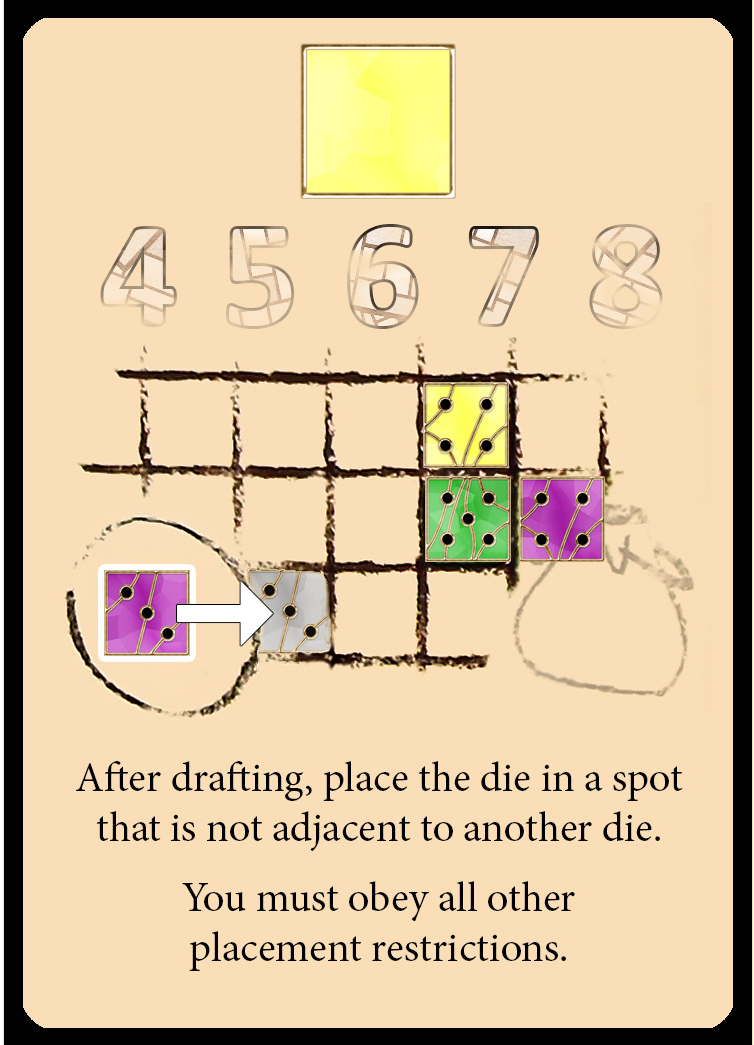 4 5 6 7 8
After drafting, place the die in a spot
that is not adjacent to another die.
You must obey all other
placement restrictions.